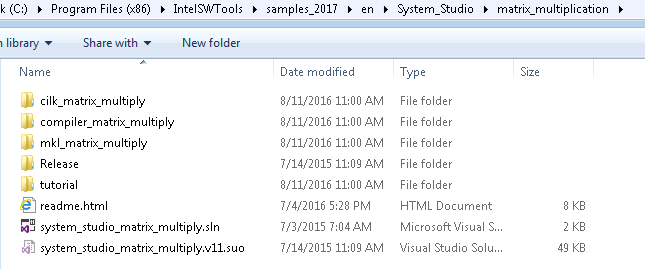 k (C:) Program Files (x86) IntelSWTools samples_2017 en System_Studio matrix_multiplication
n library Share with New folder
Name Date modified Type Size
cilk_matrix_multiply 8/11/2016 11:00 AM File folder
compiler_matrix_multiply 8/11/2016 11:00 AM File folder
mkl_matrix_multiply 8/11/2016 11:00 AM File folder
Release 7/14/2015 11:09 AM File folder
tutorial 8/11/2016 11:00 AM File folder
readme.html 7/4/2016 5:28 PM HTML Document 8 KB
system_studio_matrix_multiply.sln 7/3/2015 7:04 AM Microsoft Visual S... 2 KB
system_studio_matrix_multiply.v11.suo 7/14/2015 11:09 AM Visual Studio Solu... 49 KB